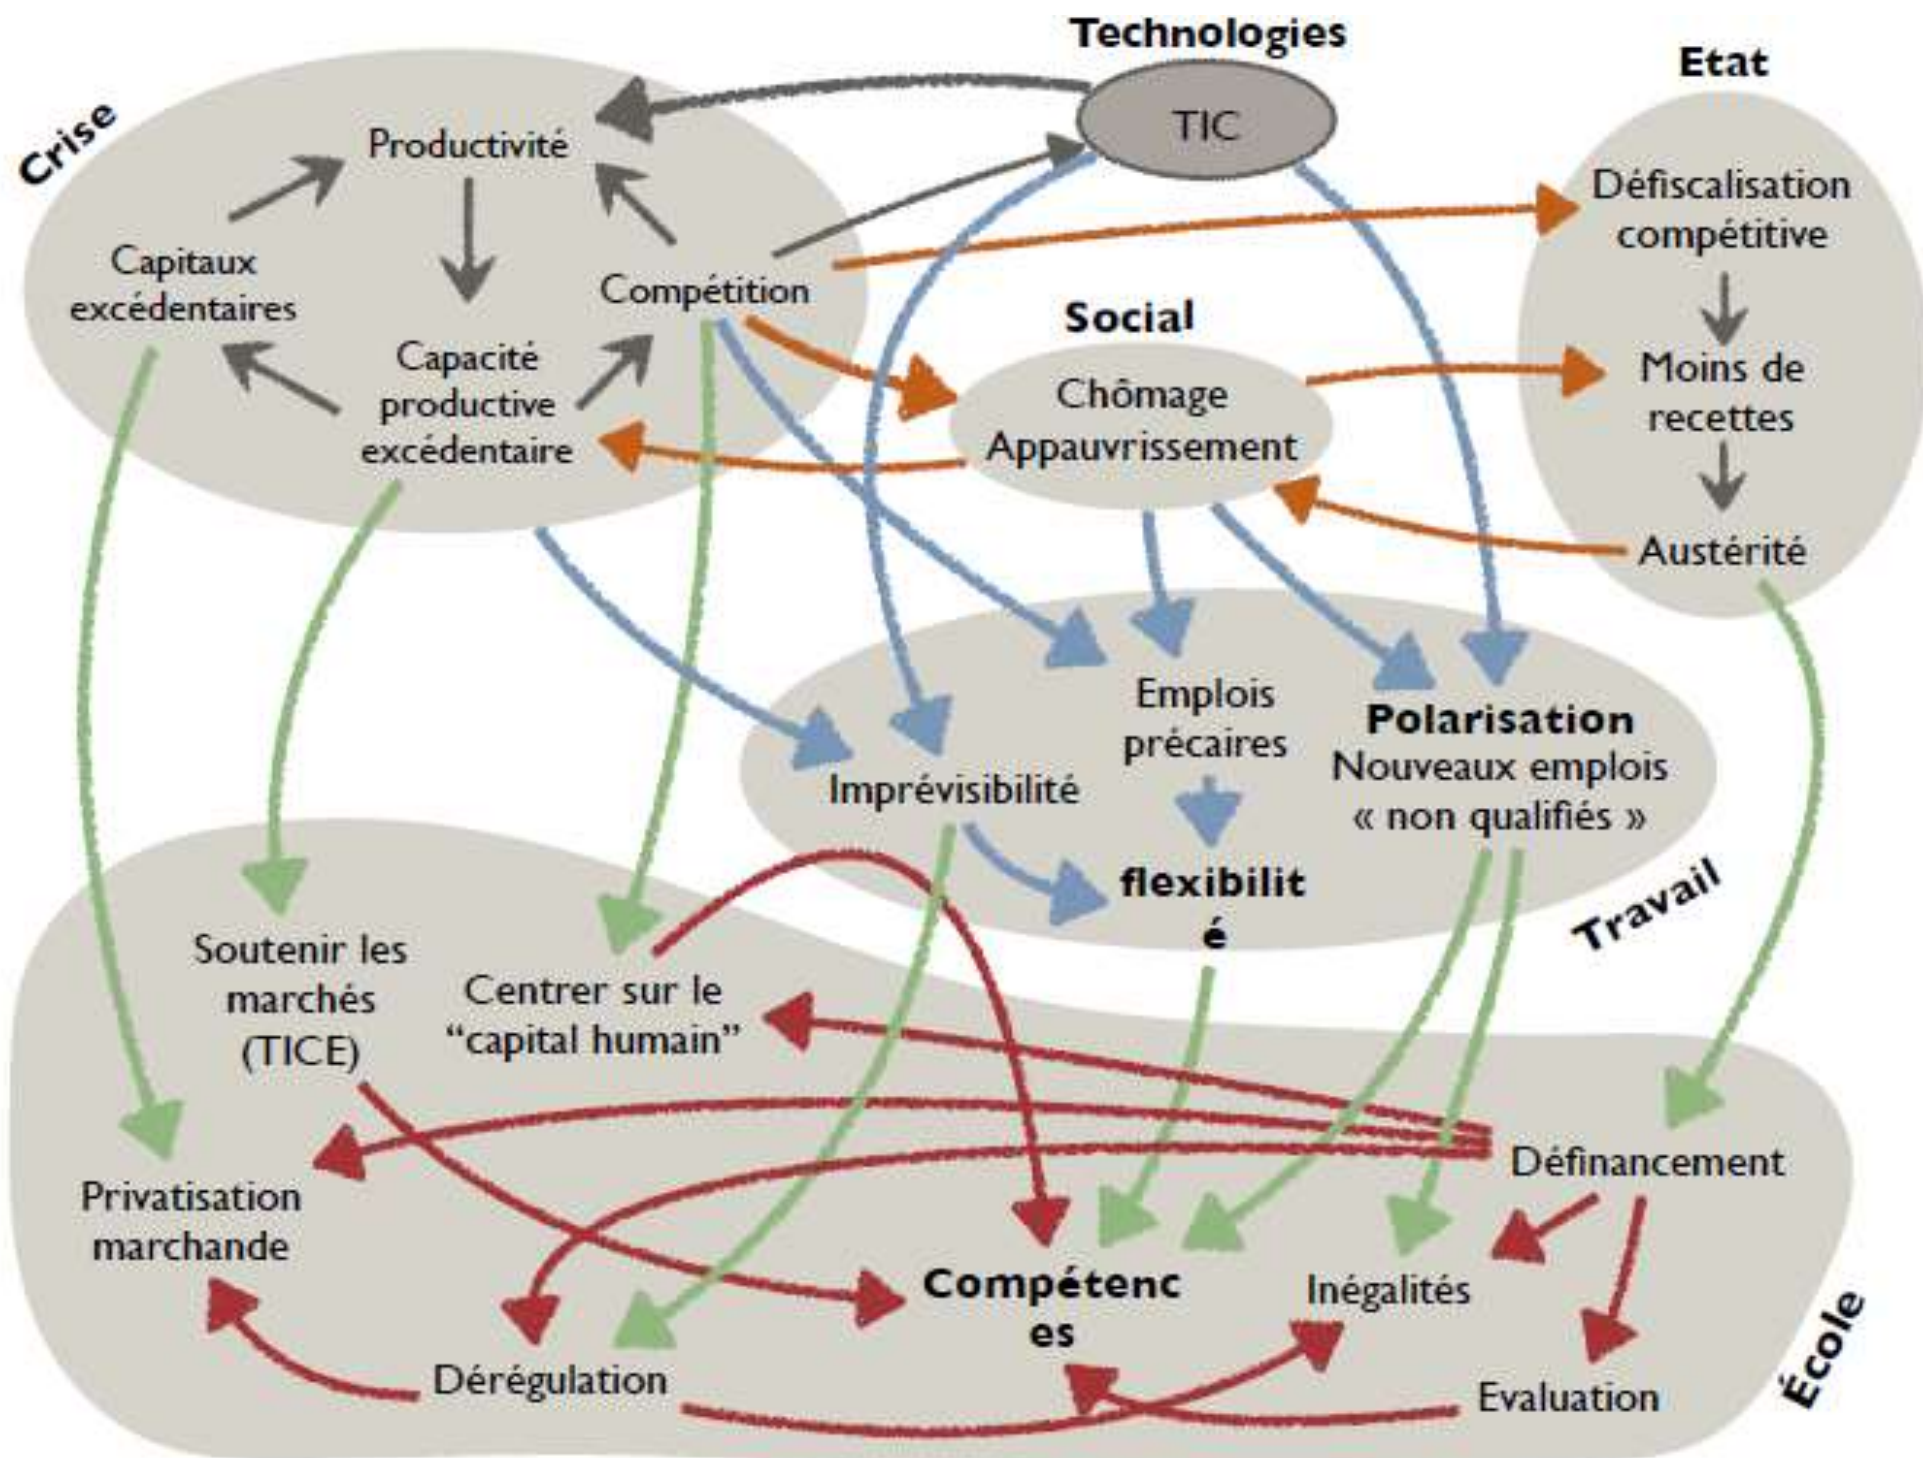 Technologies
Etat
Crise
TIC
Productivité
Défiscalisation
compétitive
Capitaux
excédentaires
Compétition
Social
Capacité
productive
excédentaire
Chômage
Appauvrissement
Moins de
recettes
Austérité
Emplois
précaires
Polarisation
Nouveaux emplois
« non qualifiés »
Imprévisibilité
flexibilit
é
Travail
Soutenir les
marchés
(TICE)
Centrer sur le
“capital humain”
Définancement
Privatisation
marchande
Compétenc
es
Inégalités
École
Dérégulation
Evaluation